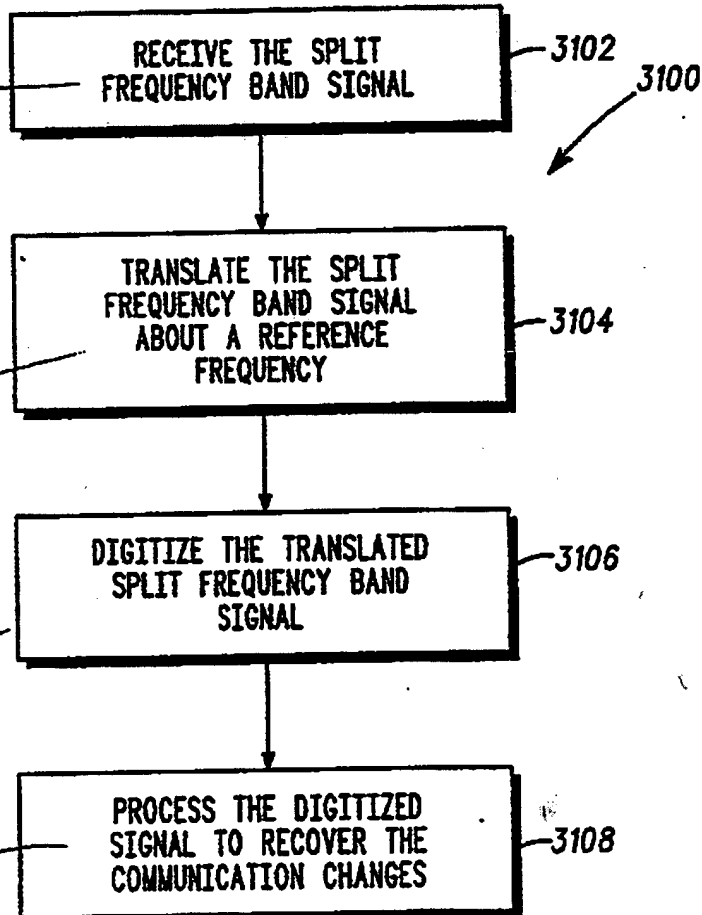 RECEIVE THE SPLIT
FREQUENCY BAND SIGNAL
3102
3100
TRANSLATE THE SPLIT
FREQUENCY BAND SIGNAL
ABOUT A REFERENCE
FREQUENCY
3104
DIGITIZE THE TRANSLATED
SPLIT FREQUENCY BAND
SIGNAL
3106
PROCESS THE DIGITIZED
SIGNAL TO RECOVER THE
COMMUNICATION CHANGES
3108